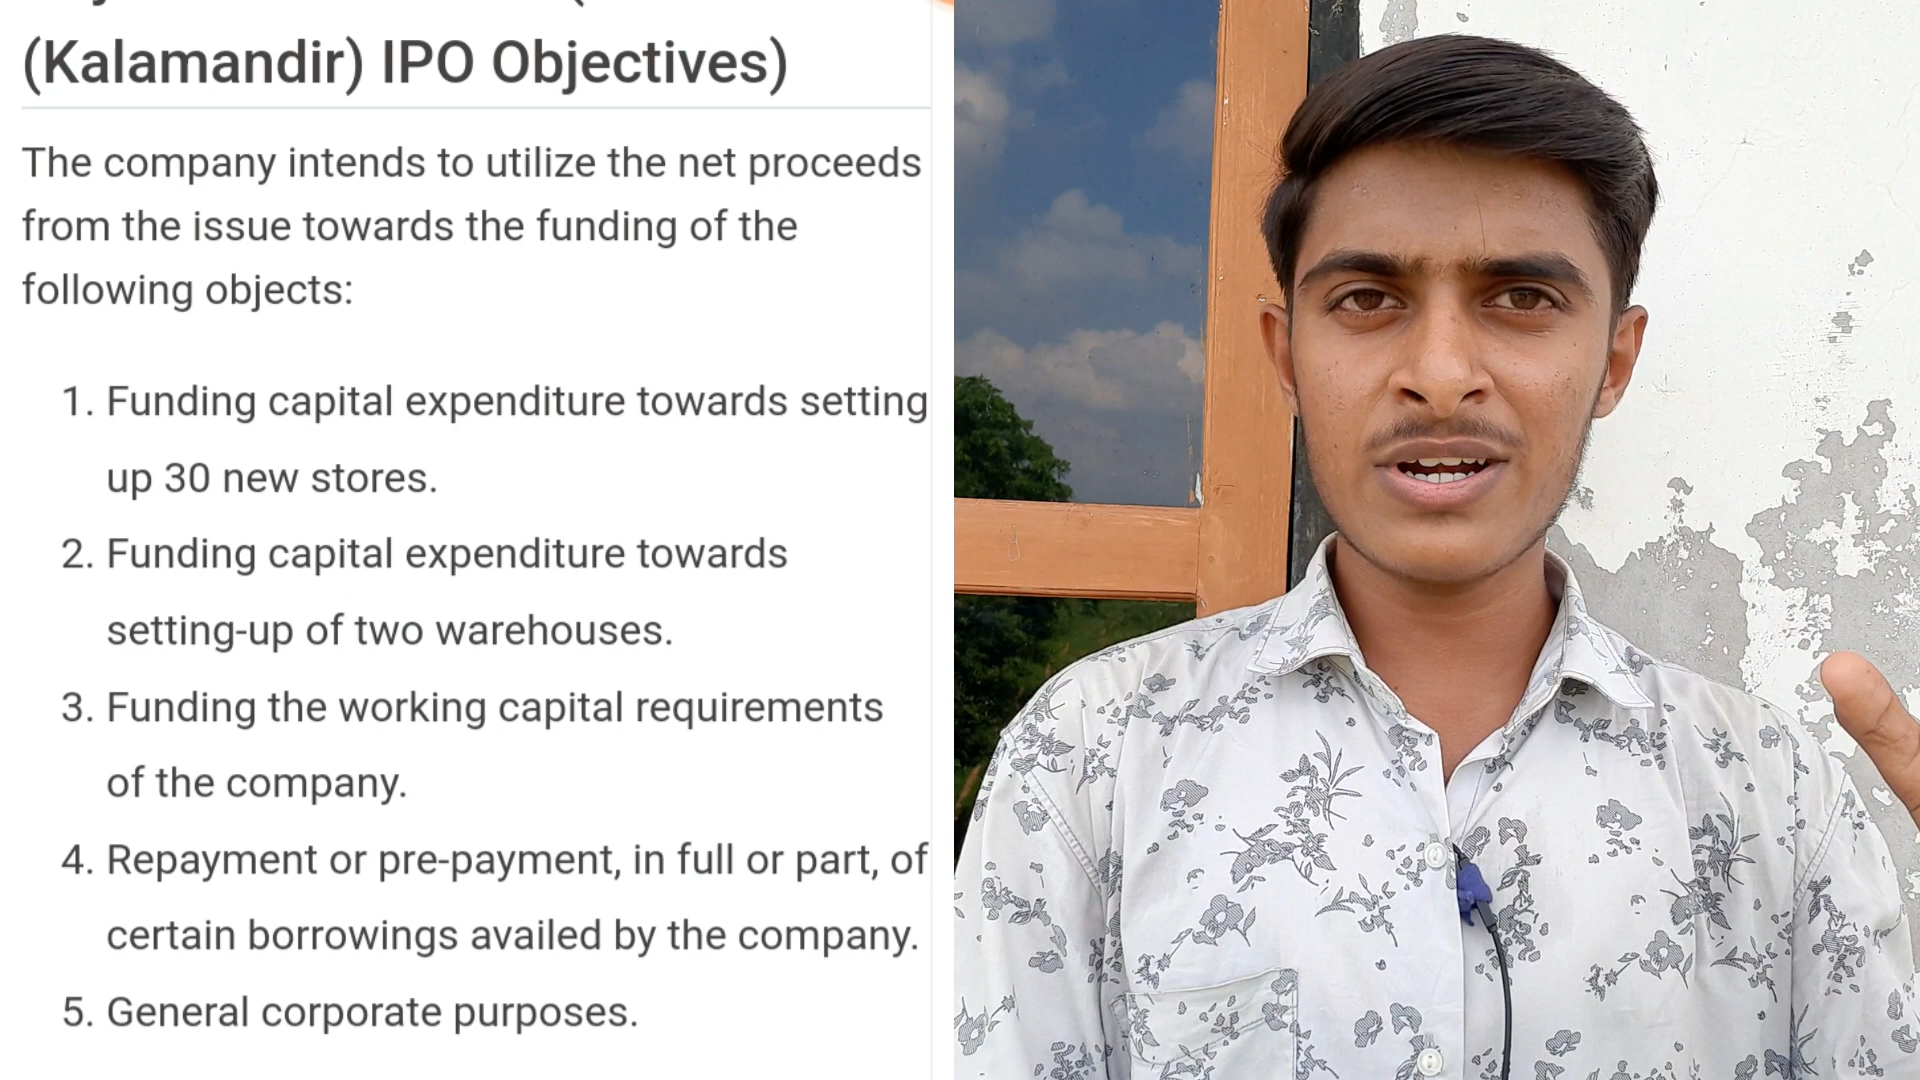 (Kalamandir) IPO Objectives)
The company intends to utilize the net proceeds
from the issue towards the funding of the
following objects:
1. Funding capital expenditure towards setting
up 30 new stores.
2. Funding capital expenditure towards
setting-up of two warehouses.
3. Funding the working capital requirements
of the company.
4. Repayment or pre-payment, in full or part, of
certain borrowings availed by the company.
5. General corporate purposes.